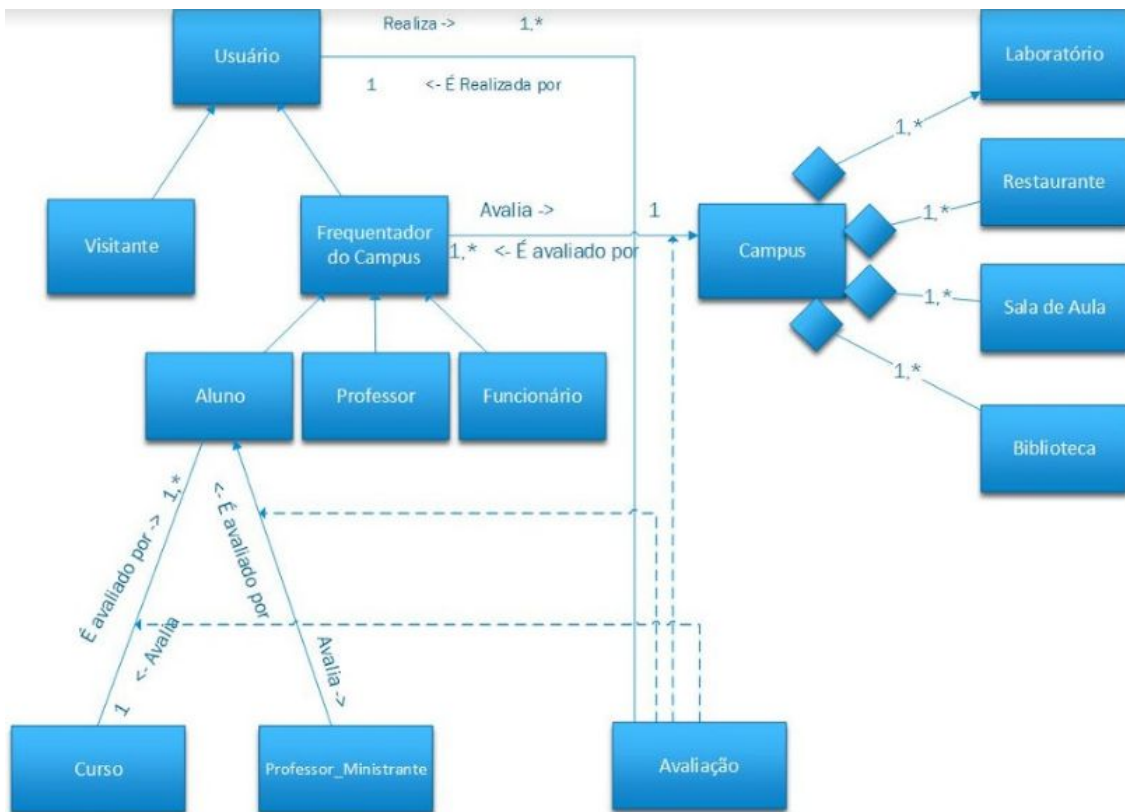 Realiza -> 1,*
Usuário
1 <- É Realizada por
Laboratório
1,*
Restaurante
1,*
Visitante
Frequentador
do Campus
Avalia -> 1
1,* <- É avaliado por
Campus
Sala de Aula
1,*
1,*
Biblioteca
Aluno
Professor
Funcionário
É avaliado por -> 1,*
1 <- Avalia
<- É avaliado por
Avalia ->
Curso
Professor_Ministrante
Avaliação